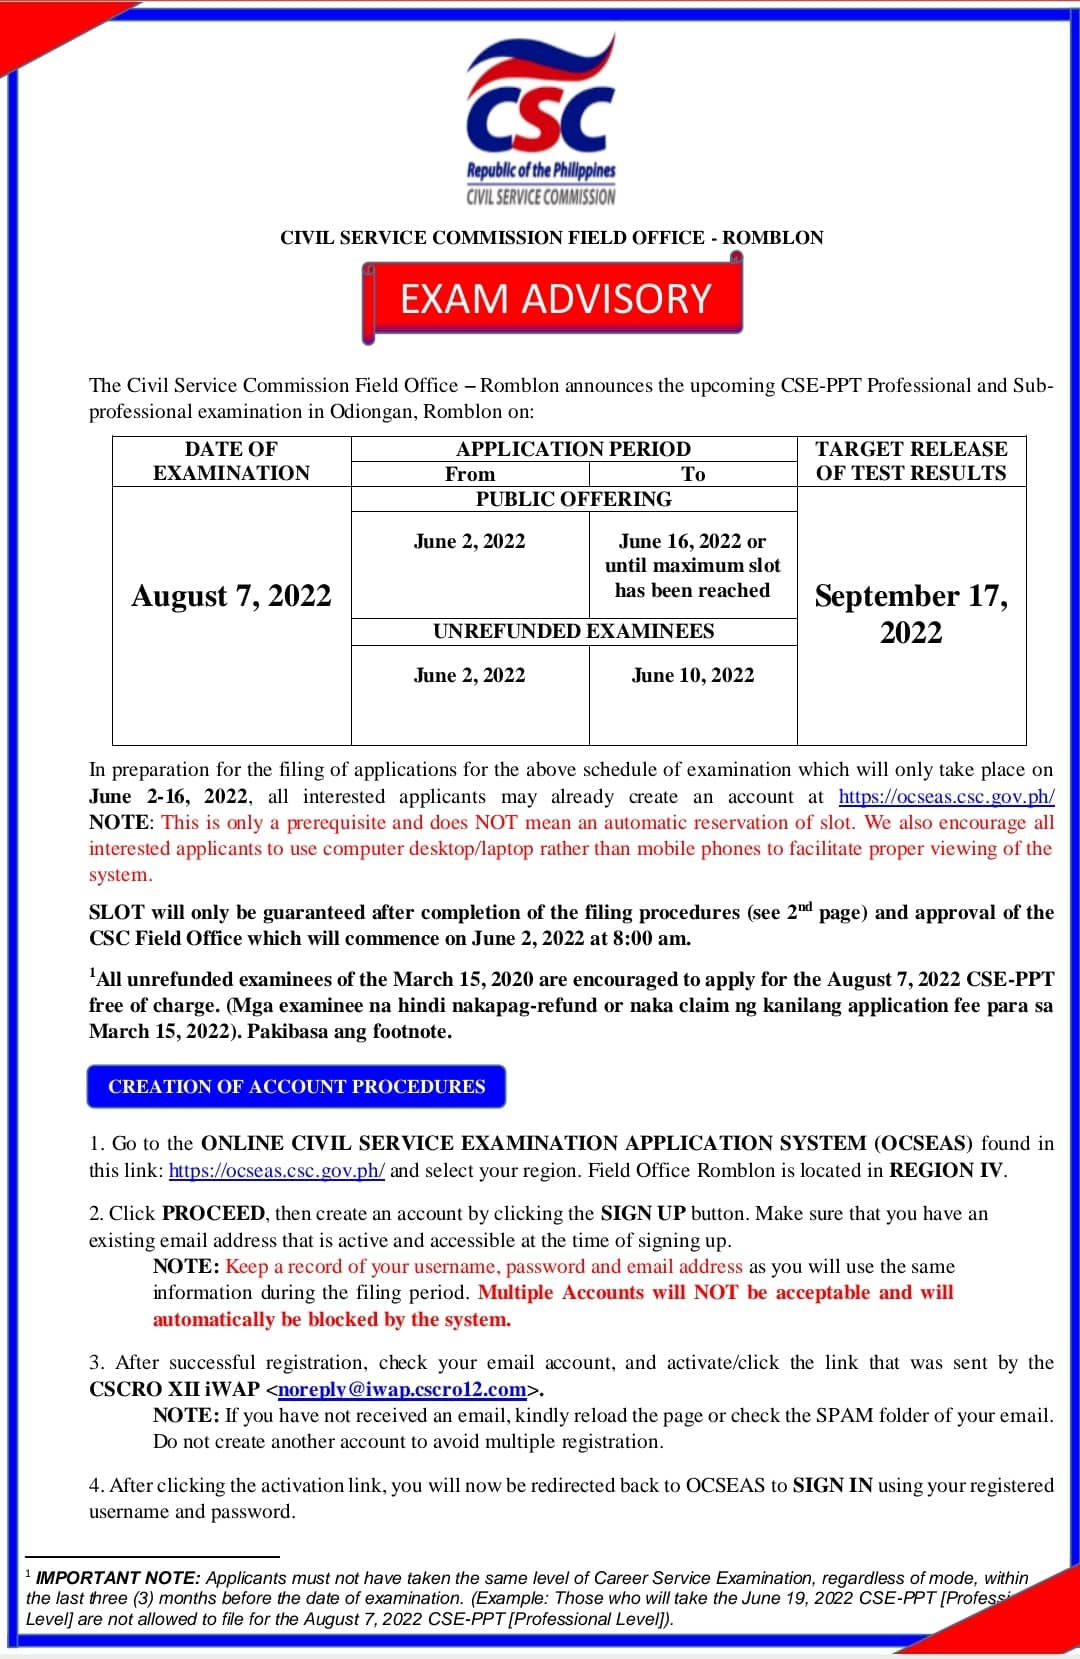 CSC
Republic of the Philippines
CIVIL SERVICE COMMISSION
CIVIL SERVICE COMMISSION FIELD OFFICE - ROMBLON
EXAM ADVISORY
The Civil Service Commission Field Office – Romblon announces the upcoming CSE-PPT Professional and Sub-
professional examination in Odiongan, Romblon on:
DATE OF EXAMINATION
APPLICATION PERIOD
TARGET RELEASE OF TEST RESULTS
From
To
PUBLIC OFFERING
June 2, 2022
June 16, 2022 or
until maximum slot
has been reached
August 7, 2022
September 17,
2022
UNREFUNDED EXAMINEES
June 2, 2022
June 10, 2022
In preparation for the filing of applications for the above schedule of examination which will only take place on
June 2-16, 2022, all interested applicants may already create an account at https://ocseas.csc.gov.ph/
NOTE: This is only a prerequisite and does NOT mean an automatic reservation of slot. We also encourage all
interested applicants to use computer desktop/laptop rather than mobile phones to facilitate proper viewing of the
system.
SLOT will only be guaranteed after completion of the filing procedures (see 2nd page) and approval of the
CSC Field Office which will commence on June 2, 2022 at 8:00 am.
1All unrefunded examinees of the March 15, 2020 are encouraged to apply for the August 7, 2022 CSE-PPT
free of charge. (Mga examinee na hindi nakapag-refund or naka claim ng kanilang application fee para sa
March 15, 2022). Pakibasa ang footnote.
CREATION OF ACCOUNT PROCEDURES
1. Go to the ONLINE CIVIL SERVICE EXAMINATION APPLICATION SYSTEM (OCSEAS) found in
this link: https://ocseas.csc.gov.ph/ and select your region. Field Office Romblon is located in REGION IV.
2. Click PROCEED, then create an account by clicking the SIGN UP button. Make sure that you have an
existing email address that is active and accessible at the time of signing up.
NOTE: Keep a record of your username, password and email address as you will use the same
information during the filing period. Multiple Accounts will NOT be acceptable and will
automatically be blocked by the system.
3. After successful registration, check your email account, and activate/click the link that was sent by the
CSCRO XII iWAP <noreply@iwap.cscro12.com>.
NOTE: If you have not received an email, kindly reload the page or check the SPAM folder of your email.
Do not create another account to avoid multiple registration.
4. After clicking the activation link, you will now be redirected back to OCSEAS to SIGN IN using your registered
username and password.
1 IMPORTANT NOTE: Applicants must not have taken the same level of Career Service Examination, regardless of mode, within
the last three (3) months before the date of examination. (Example: Those who will take the June 19, 2022 CSE-PPT
Level] are not allowed to file for the August 7, 2022 CSE-PPT [Professional Level]).